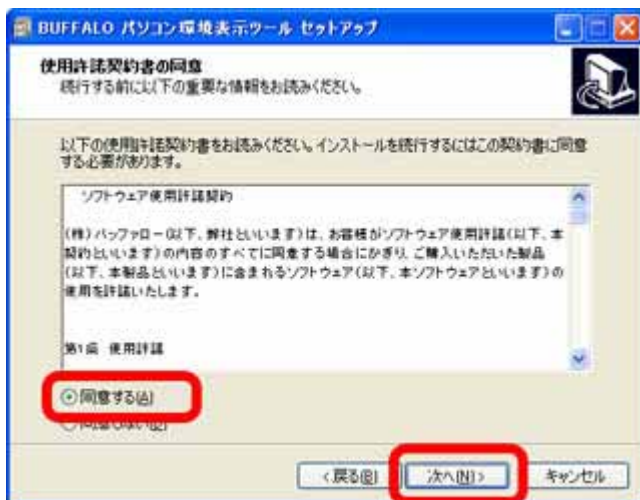 BUFFALO パソコン環境表示ツール セットアップ
使用許諾契約書の同意
続行する前に以下の重要な情報をお読みください。
以下の使用許諾契約書をお読みください。インストールを続行するにはこの契約書に同意
する必要があります。
ソフトウェア使用許諾契約
(株)バッファロー(以下、弊社といいます)は、お客様がソフトウェア使用許諾(以下、本
契約といいます)の内容のすべてに同意する場合にかぎり、ご購入いただいた製品
(以下、本製品といいます)に含まれるソフトウェア(以下、本ソフトウェアといいます)の
使用を許諾いたします。
第1条 使用許諾
同意する(A)
同意しない(D)
< 戻る(B)
次へ(N) >
キャンセル